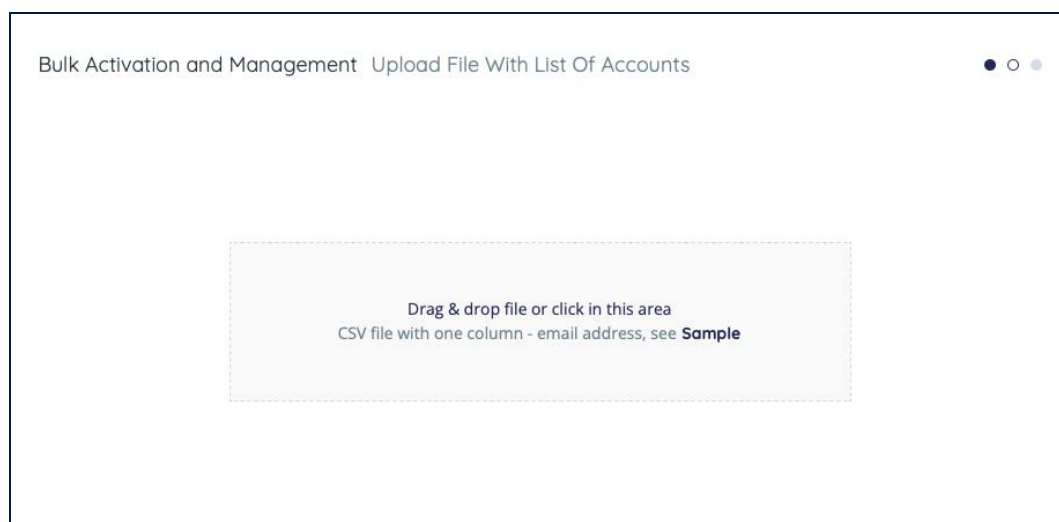 Bulk Activation and Management Upload File With List Of Accounts
Drag & drop file or click in this area
CSV file with one column - email address, see Sample